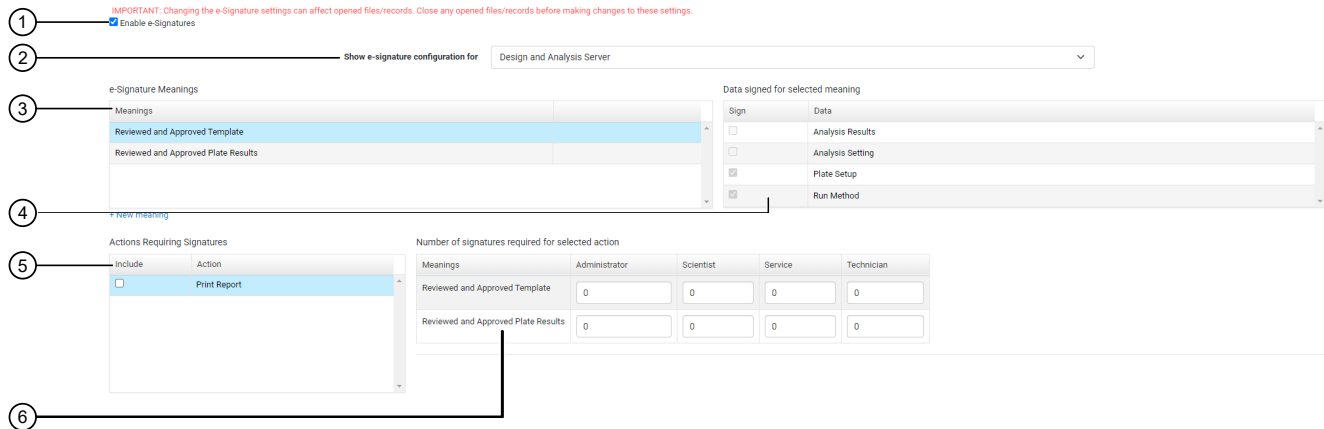 IMPORTANT: Changing the e-Signature settings can affect opened files/records. Close any opened files/records before making changes to these settings.
1
Enable e-Signatures
2
Show e-signature configuration for
Design and Analysis Server
e-Signature Meanings
Data signed for selected meaning
3
Meanings
Sign
Data
Reviewed and Approved Template
Analysis Results
Reviewed and Approved Plate Results
Analysis Setting
Plate Setup
Run Method
4
+ New meaning
Actions Requiring Signatures
Number of signatures required for selected action
5
Include
Action
Meanings
Administrator
Scientist
Service
Technician
Print Report
Reviewed and Approved Template
0
0
0
0
Reviewed and Approved Plate Results
0
0
0
0
6